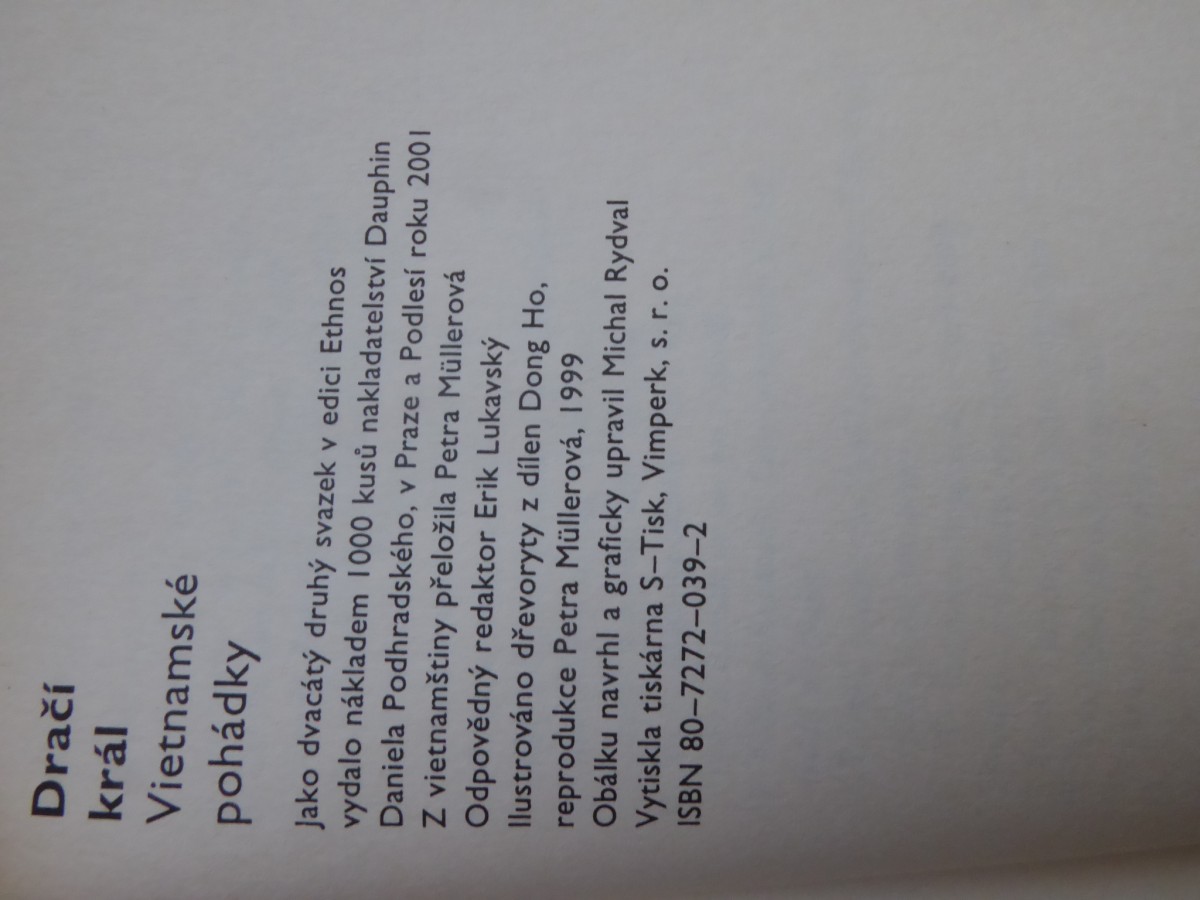 Dračí
král
Vietnamské
pohádky
Jako dvacátý druhý svazek v edici Ethnos
vydalo nákladem 1000 kusů nakladatelství Dauphin
Daniela Podhradského, v Praze a Podlesí roku 2001
Z vietnamštiny přeložila Petra Müllerová
Odpovědný redaktor Erik Lukavský
Ilustrováno dřevoryty z dílen Dong Ho,
reprodukce Petra Müllerová, 1999
Obálku navrhl a graficky upravil Michal Rydval
Vytiskla tiskárna S–Tisk, Vimperk, s. r. o.
ISBN 80–7272–039–2